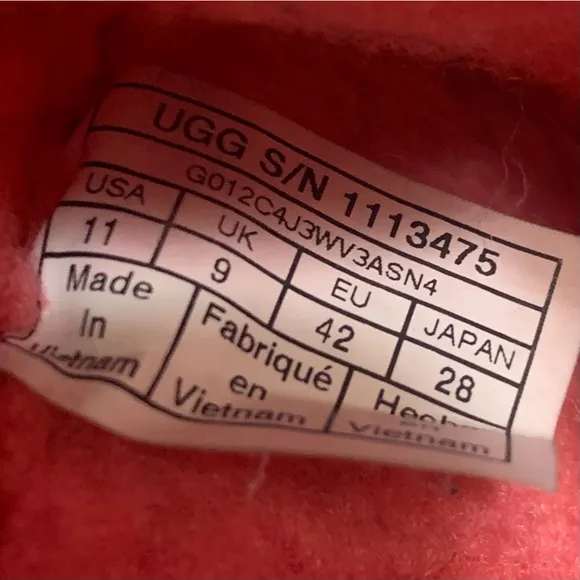 UGG S/N 1113475
G012C4J3WV3ASN4
USA UK EU JAPAN
11 9 42 28
Made In Vietnam
Fabriqué en Vietnam
Hecho en Vietnam